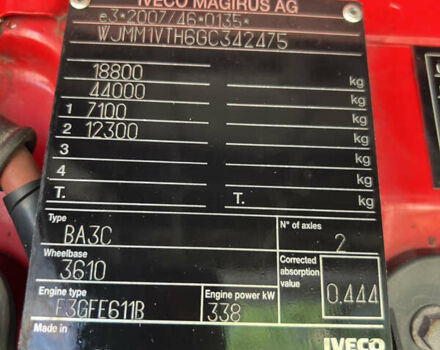 IVECO MAGIRUS AG
e3*2007/46*0135*
WJMM1VTH6GC342475
18800 kg
44000 kg
1 7100 kg
2 12300 kg
3 kg
4 kg
T. T. kg
Type BA3C N° of axles 2
Wheelbase 3610 Corrected absorption value 0.444
Engine type F3GFE611B Engine power kW 338
Made in IVECO